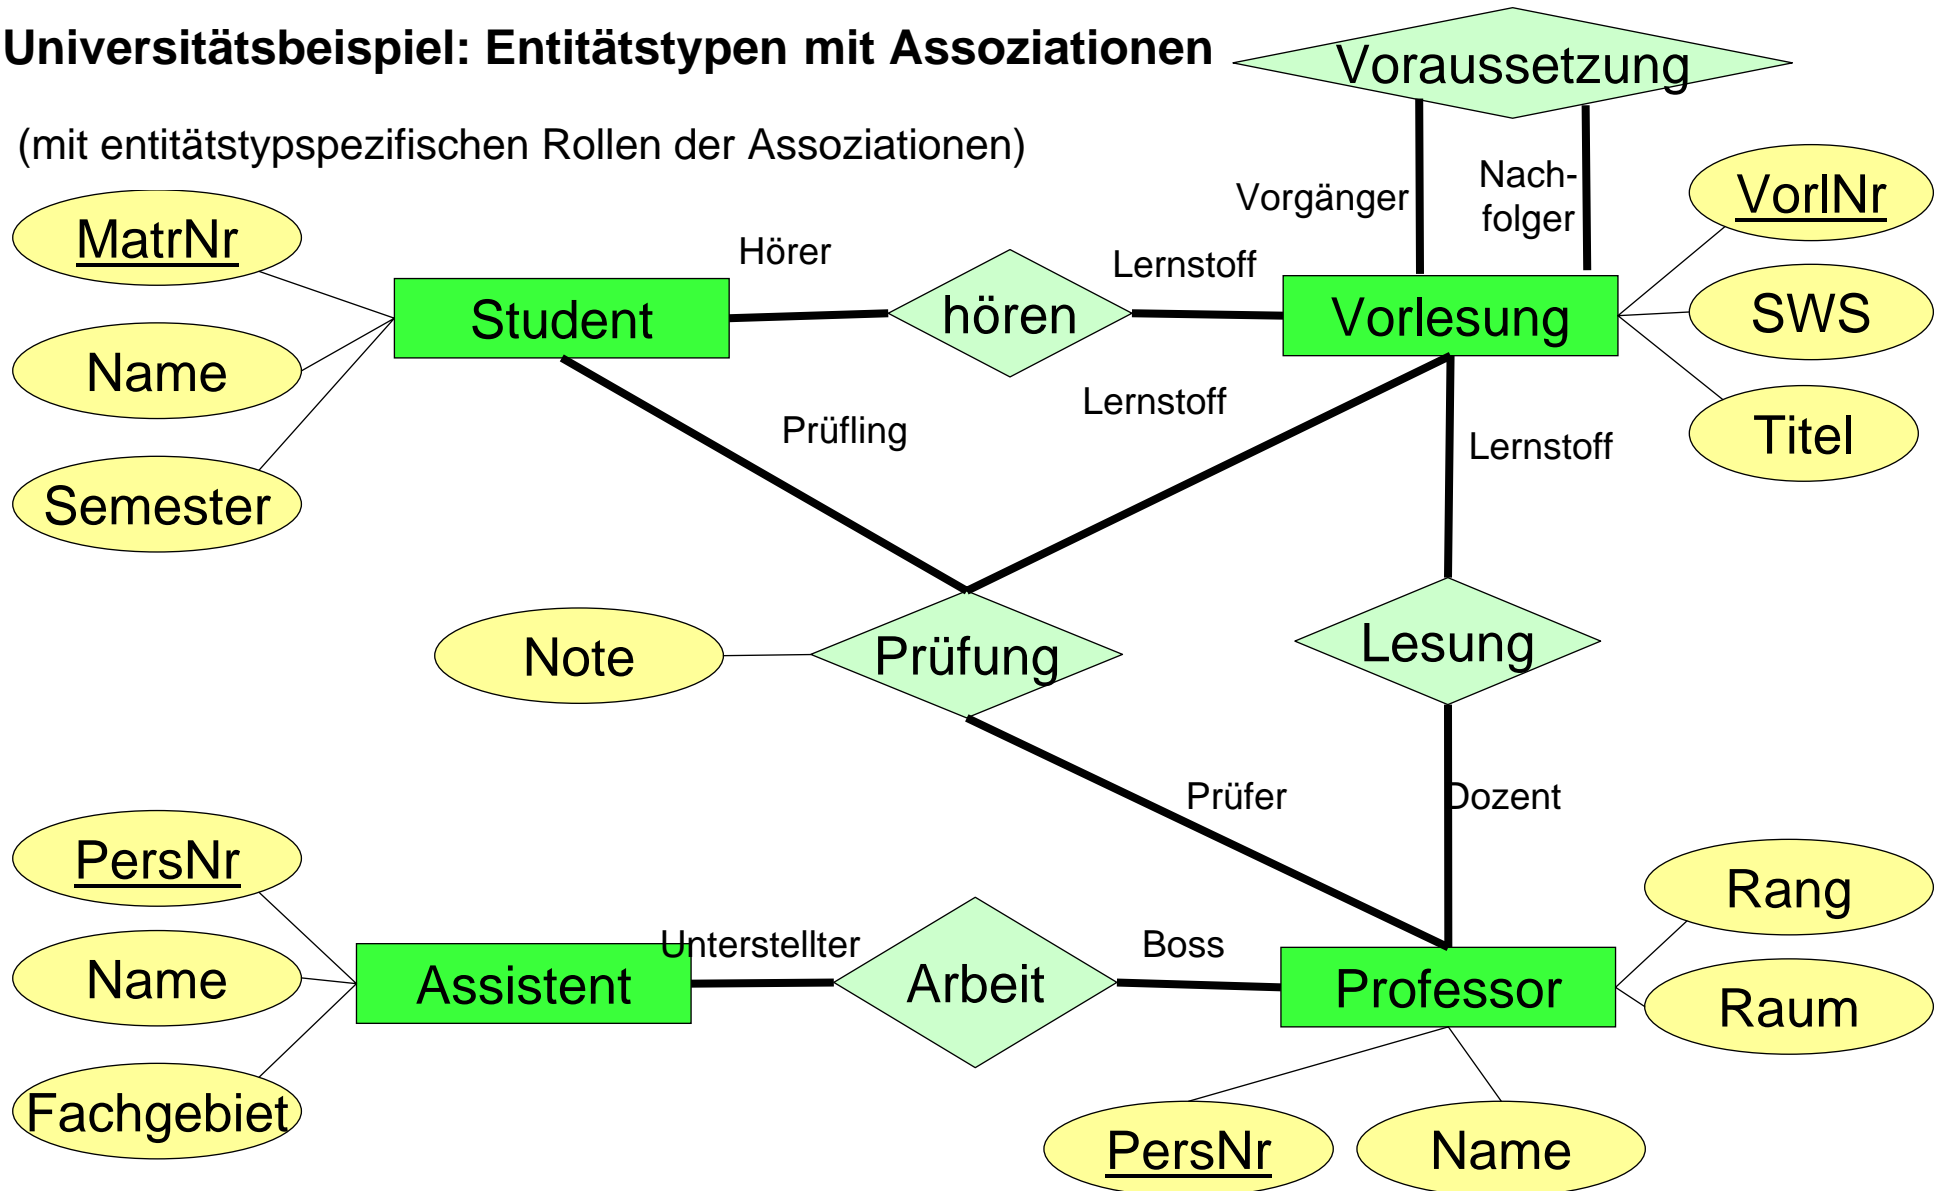 Universitätsbeispiel: Entitätstypen mit Assoziationen
Voraussetzung
(mit entitätstypspezifischen Rollen der Assoziationen)
Vorgänger
Nach-
folger
VorlNr
MatrNr
Hörer
Lernstoff
Student
hören
Vorlesung
SWS
Name
Prüfling
Lernstoff
Lernstoff
Titel
Semester
Note
Prüfung
Lesung
Prüfer
Dozent
PersNr
Rang
Name
Assistent
Unterstellter
Arbeit
Boss
Professor
Raum
Fachgebiet
PersNr
Name